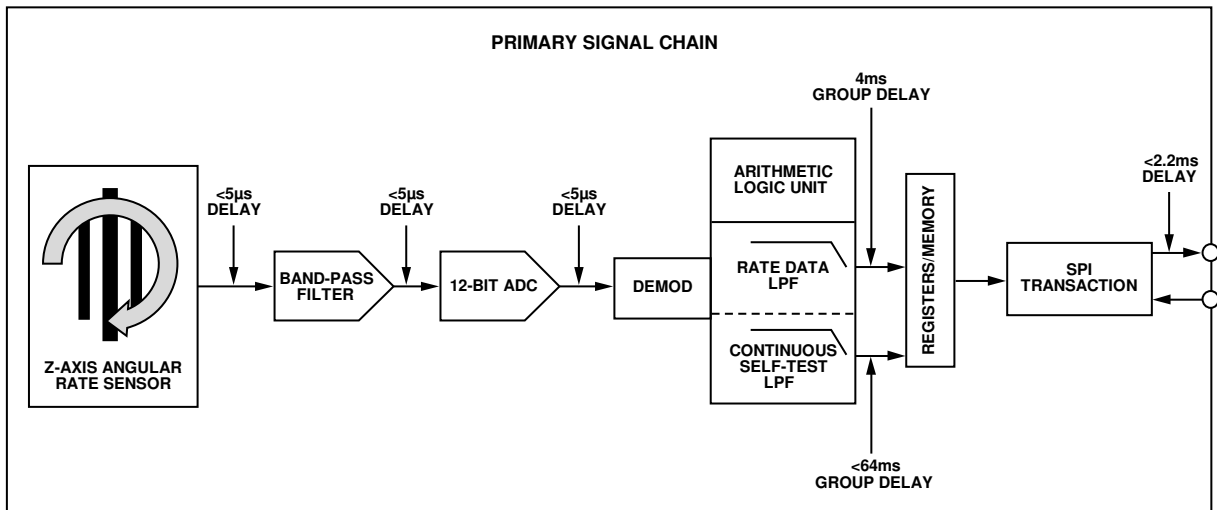 PRIMARY SIGNAL CHAIN
4ms
GROUP DELAY
ARITHMETIC
LOGIC UNIT
<2.2ms
DELAY
<5µs
DELAY
<5µs
DELAY
<5µs
DELAY
BAND-PASS
FILTER
12-BIT ADC
DEMOD
RATE DATA
LPF
REGISTERS/MEMORY
SPI
TRANSACTION
CONTINUOUS
SELF-TEST
LPF
Z-AXIS ANGULAR
RATE SENSOR
<64ms
GROUP DELAY